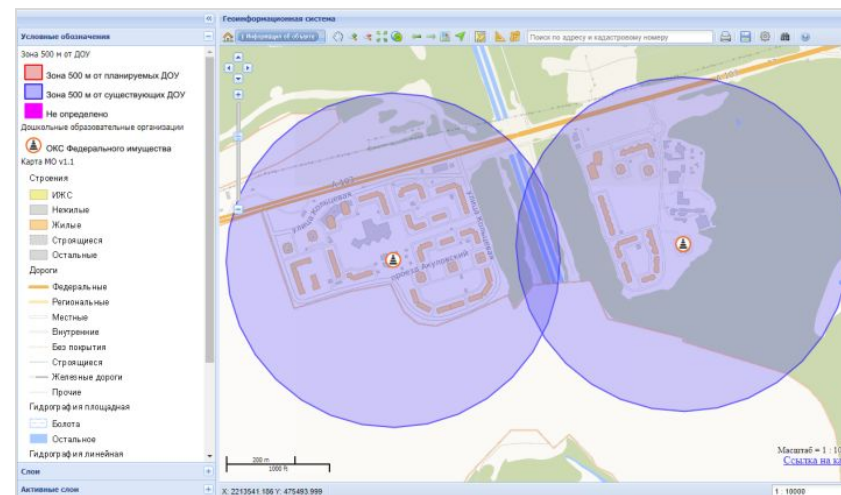 Геоинформационная система
Условные обозначения
1 Информация об объекте
Поиск по адресу и кадастровому номеру
Зона 500 м от ДОУ
Зона 500 м от планируемых ДОУ
Зона 500 м от существующих ДОУ
Не определено
Дошкольные образовательные организации
ОКС Федерального имущества
Карта МО v1.1
Строения
ИЖС
Нежилые
Жилые
Строящиеся
Остальные
Дороги
Федеральные
Региональные
Местные
Внутренние
Без покрытия
Строящиеся
Железные дороги
Прочие
Гидрография площадная
Болота
Остальное
Гидрография линейная
Слои
Активные слои
А-107
А-107
улица Кольцевая
улица Кольцевая
проезд Акуловский
200 m
1000 ft
Масштаб = 1 : 10
Ссылка на ка
X: 2213541.186 Y: 475493.999
1 : 10000